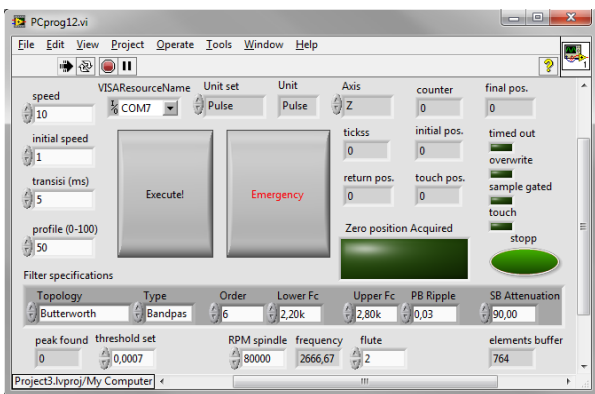 PCprog12.vi
File Edit View Project Operate Tools Window Help
1
speed VISAResourceName Unit set Unit Axis counter final pos.
10 COM7 Pulse Pulse Z 0 0
initial speed tickss initial pos. timed out
1 0 0 overwrite
transisi (ms) Execute! Emergency return pos. touch pos. sample gated
5 0 0 touch
profile (0-100) Zero position Acquired stopp
50
Filter specifications
Topology Type Order Lower Fc Upper Fc PB Ripple SB Attenuation
Butterworth Bandpas 6 2,20k 2,80k 0,03 90,00
peak found threshold set RPM spindle frequency flute elements buffer
0 0,0007 80000 2666,67 2 764
Project3.lvproj/My Computer